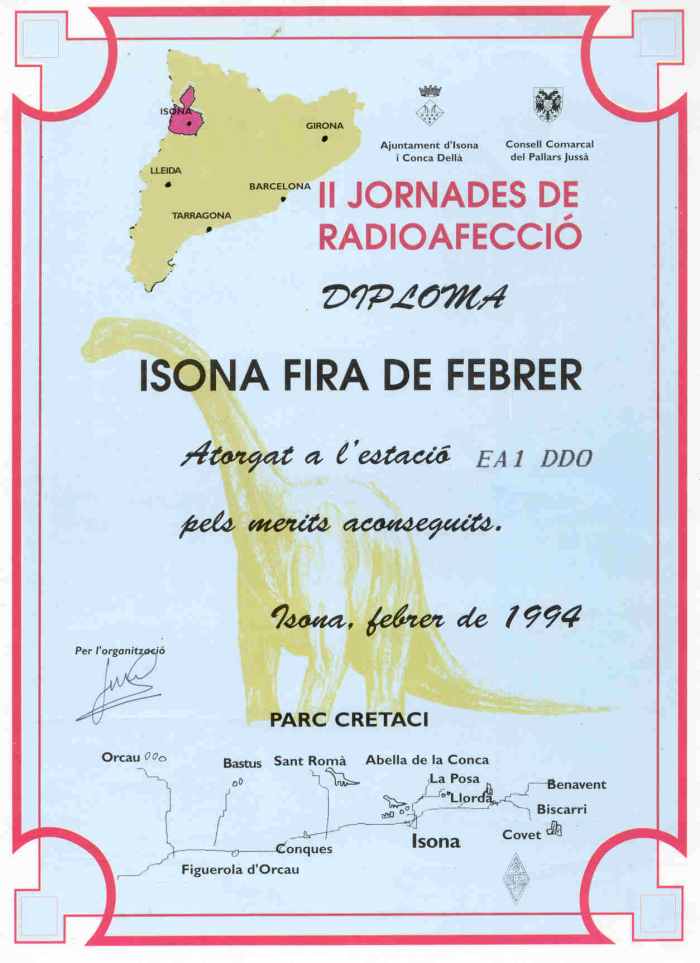 ISONA
GIRONA
LLEIDA
BARCELONA
TARRAGONA
Ajuntament d'Isona
i Conca Dellà
Consell Comarcal
del Pallars Jussà
II JORNADES DE
RADIOAFECCIÓ
DIPLOMA
ISONA FIRA DE FEBRER
Atorgat a l'estació EA1 DDO
pels merits aconseguits.
Isona, febrer de 1994
Per l'organització
PARC CRETACI
Orcau
Bastus
Sant Romà
Abella de la Conca
La Posa
Llordà
Benavent
Biscarri
Covet
Isona
Conques
Figuerola d'Orcau